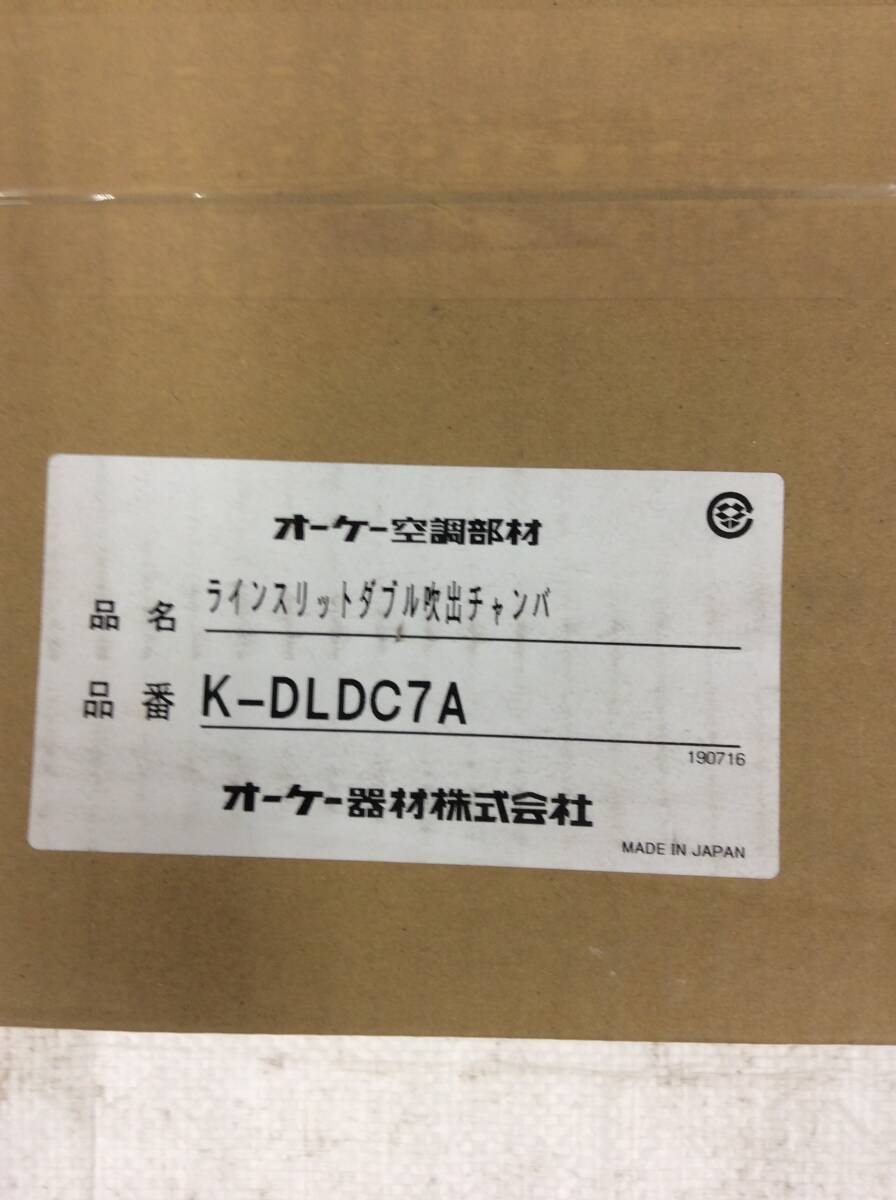 オーケー空調部材
品名 ラインスリットダブル吹出チャンバ
品番 K-DLDC7A
190716
オーケー器材株式会社
MADE IN JAPAN